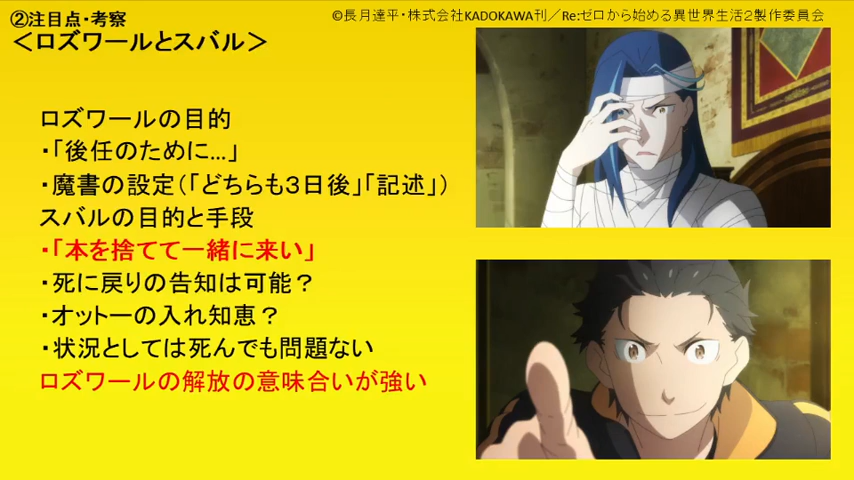 ②注目点・考察
©長月達平・株式会社KADOKAWA刊／Re:ゼロから始める異世界生活2製作委員会
＜ロズワールとスバル＞
ロズワールの目的
・「後任のために…」
・魔書の設定（「どちらも３日後」「記述」）
スバルの目的と手段
・「本を捨てて一緒に来い」
・死に戻りの告知は可能？
・オットーの入れ知恵？
・状況としては死んでも問題ない
ロズワールの解放の意味合いが強い